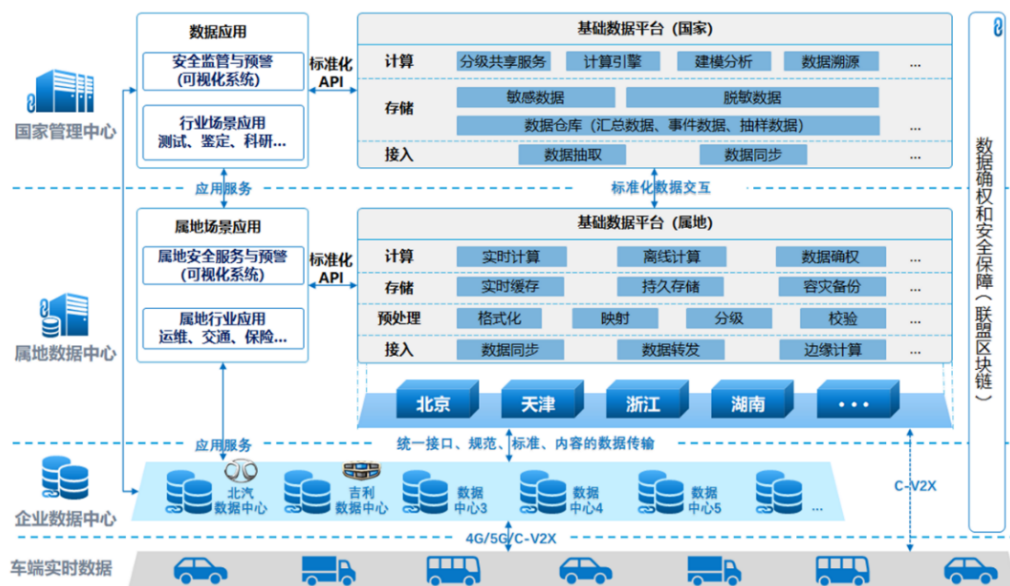 数据应用
安全监管与预警
(可视化系统)
行业场景应用
测试、鉴定、科研...
国家管理中心
标准化
API
基础数据平台 (国家)
计算
分级共享服务
计算引擎
建模分析
数据溯源
...
存储
敏感数据
脱敏数据
数据仓库（汇总数据、事件数据、抽样数据）
...
接入
数据抽取
数据同步
...
应用服务
标准化数据交互
属地场景应用
属地安全服务与预警
(可视化系统)
属地行业应用
运维、交通、保险...
属地数据中心
标准化
API
基础数据平台 (属地)
计算
实时计算
离线计算
数据确权
...
存储
实时缓存
持久存储
容灾备份
...
预处理
格式化
映射
分级
校验
...
接入
数据同步
数据转发
边缘计算
...
北京
天津
浙江
湖南
• • •
应用服务
统一接口、规范、标准、内容的数据传输
企业数据中心
北汽
数据中心
吉利
数据中心
数据
中心3
数据
中心4
数据
中心5
...
C-V2X
4G/5G/C-V2X
车端实时数据
数据确权和安全保障（联盟区块链）